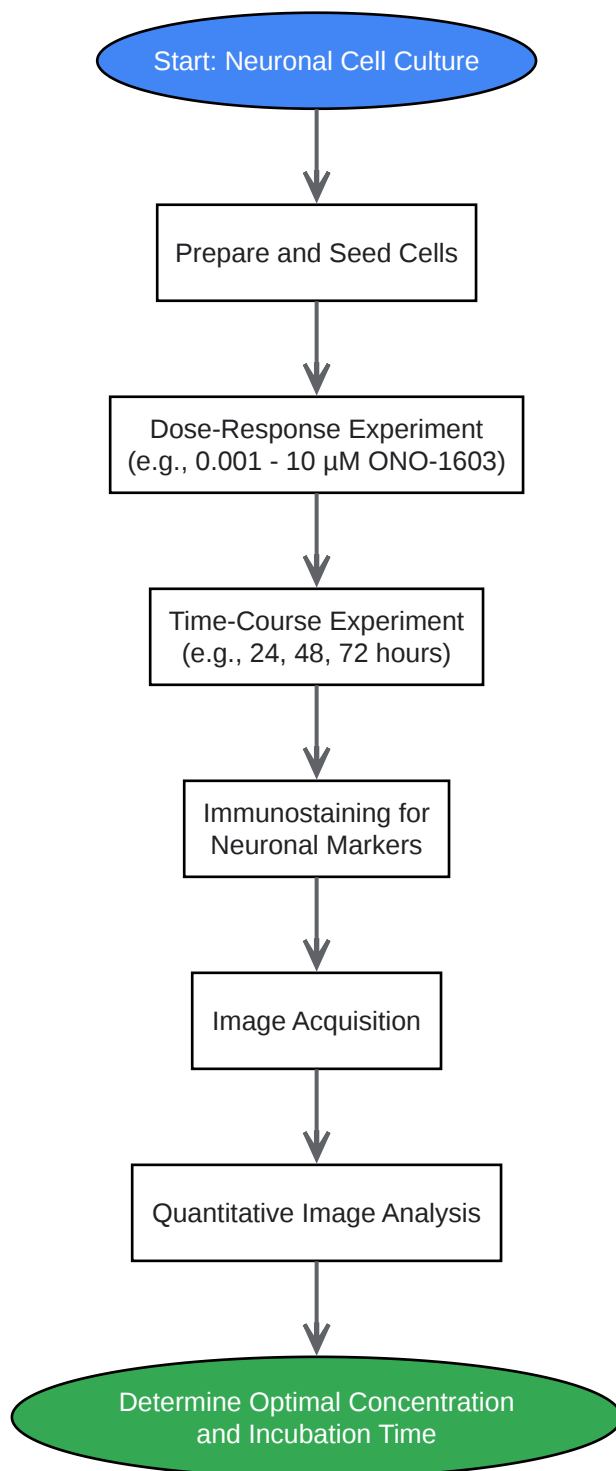 Start: Neuronal Cell Culture
Prepare and Seed Cells
Dose-Response Experiment
(e.g., 0.001 - 10 µM ONO-1603)
Time-Course Experiment
(e.g., 24, 48, 72 hours)
Immunostaining for
Neuronal Markers
Image Acquisition
Quantitative Image Analysis
Determine Optimal Concentration
and Incubation Time